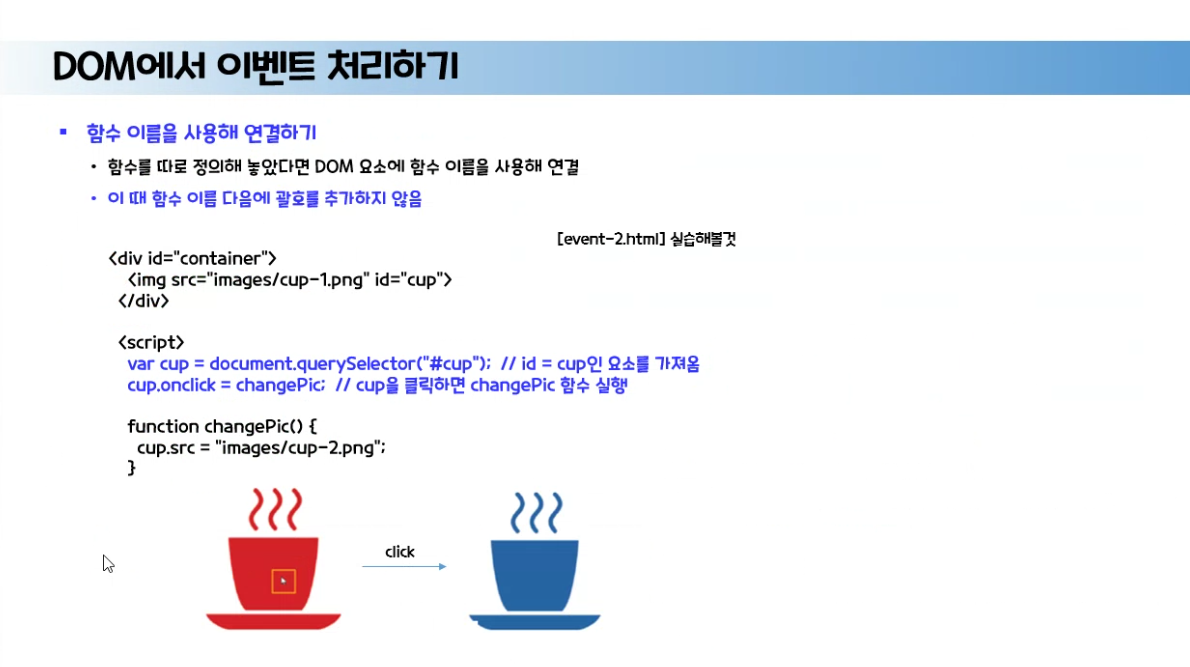 DOM에서 이벤트 처리하기
▪ 함수 이름을 사용해 연결하기
• 함수를 따로 정의해 놓았다면 DOM 요소에 함수 이름을 사용해 연결
• 이 때 함수 이름 다음에 괄호를 추가하지 않음
[event-2.html] 실습해볼것
<div id="container">
<img src="images/cup-1.png" id="cup">
</div>
<script>
var cup = document.querySelector("#cup"); // id = cup인 요소를 가져옴
cup.onclick = changePic; // cup을 클릭하면 changePic 함수 실행
function changePic() {
cup.src = "images/cup-2.png";
}
click